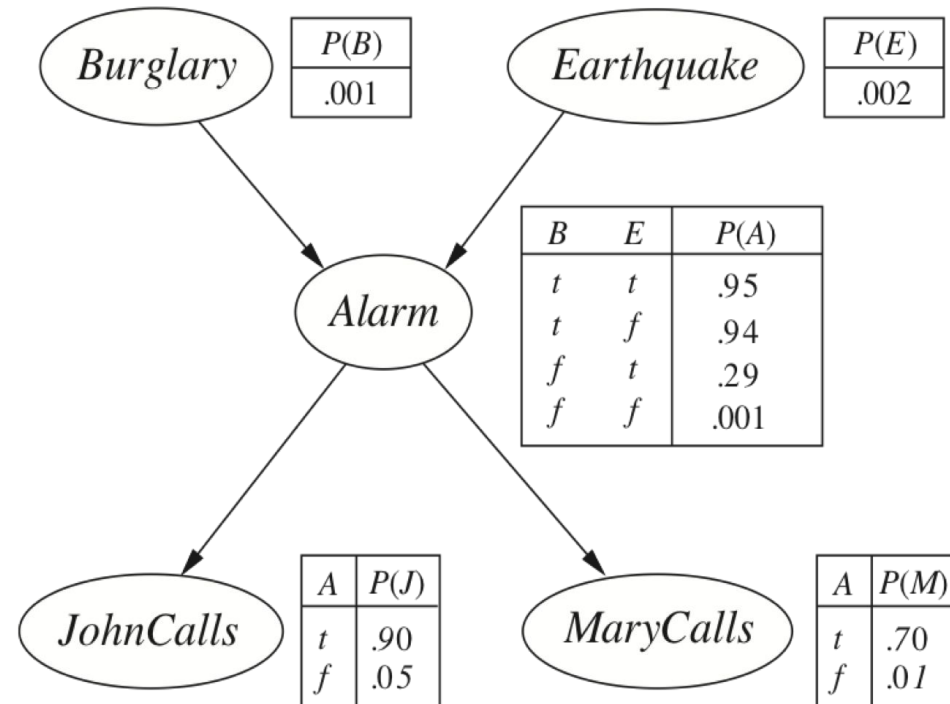 Burglary
P(B)
.001
Earthquake
P(E)
.002
B E P(A)
t t .95
t f .94
f t .29
f f .001
Alarm
JohnCalls
A P(J)
t .90
f .05
MaryCalls
A P(M)
t .70
f .01